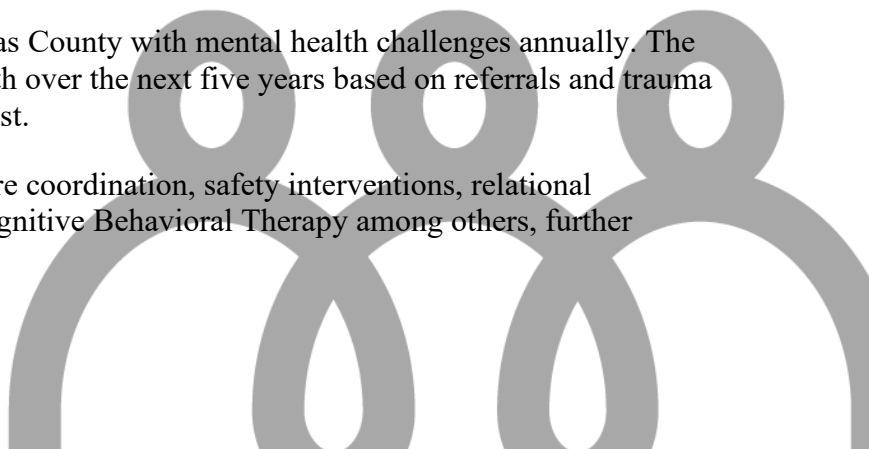 as County with mental health challenges annually. The
th over the next five years based on referrals and trauma
st.
re coordination, safety interventions, relational
gnitive Behavioral Therapy among others, further